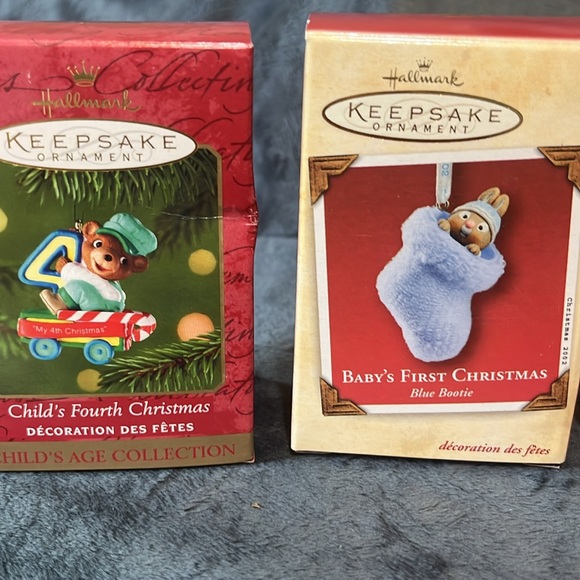 Collectin
Hallmark
KEEPSAKE
ORNAMENT
"My 4th Christmas"
Child's Fourth Christmas
DÉCORATION DES FÊTES
CHILD'S AGE COLLECTION
Hallmark
KEEPSAKE
ORNAMENT
BABY'S FIRST CHRISTMAS
Blue Bootie
Christmas 2002
décoration des fêtes